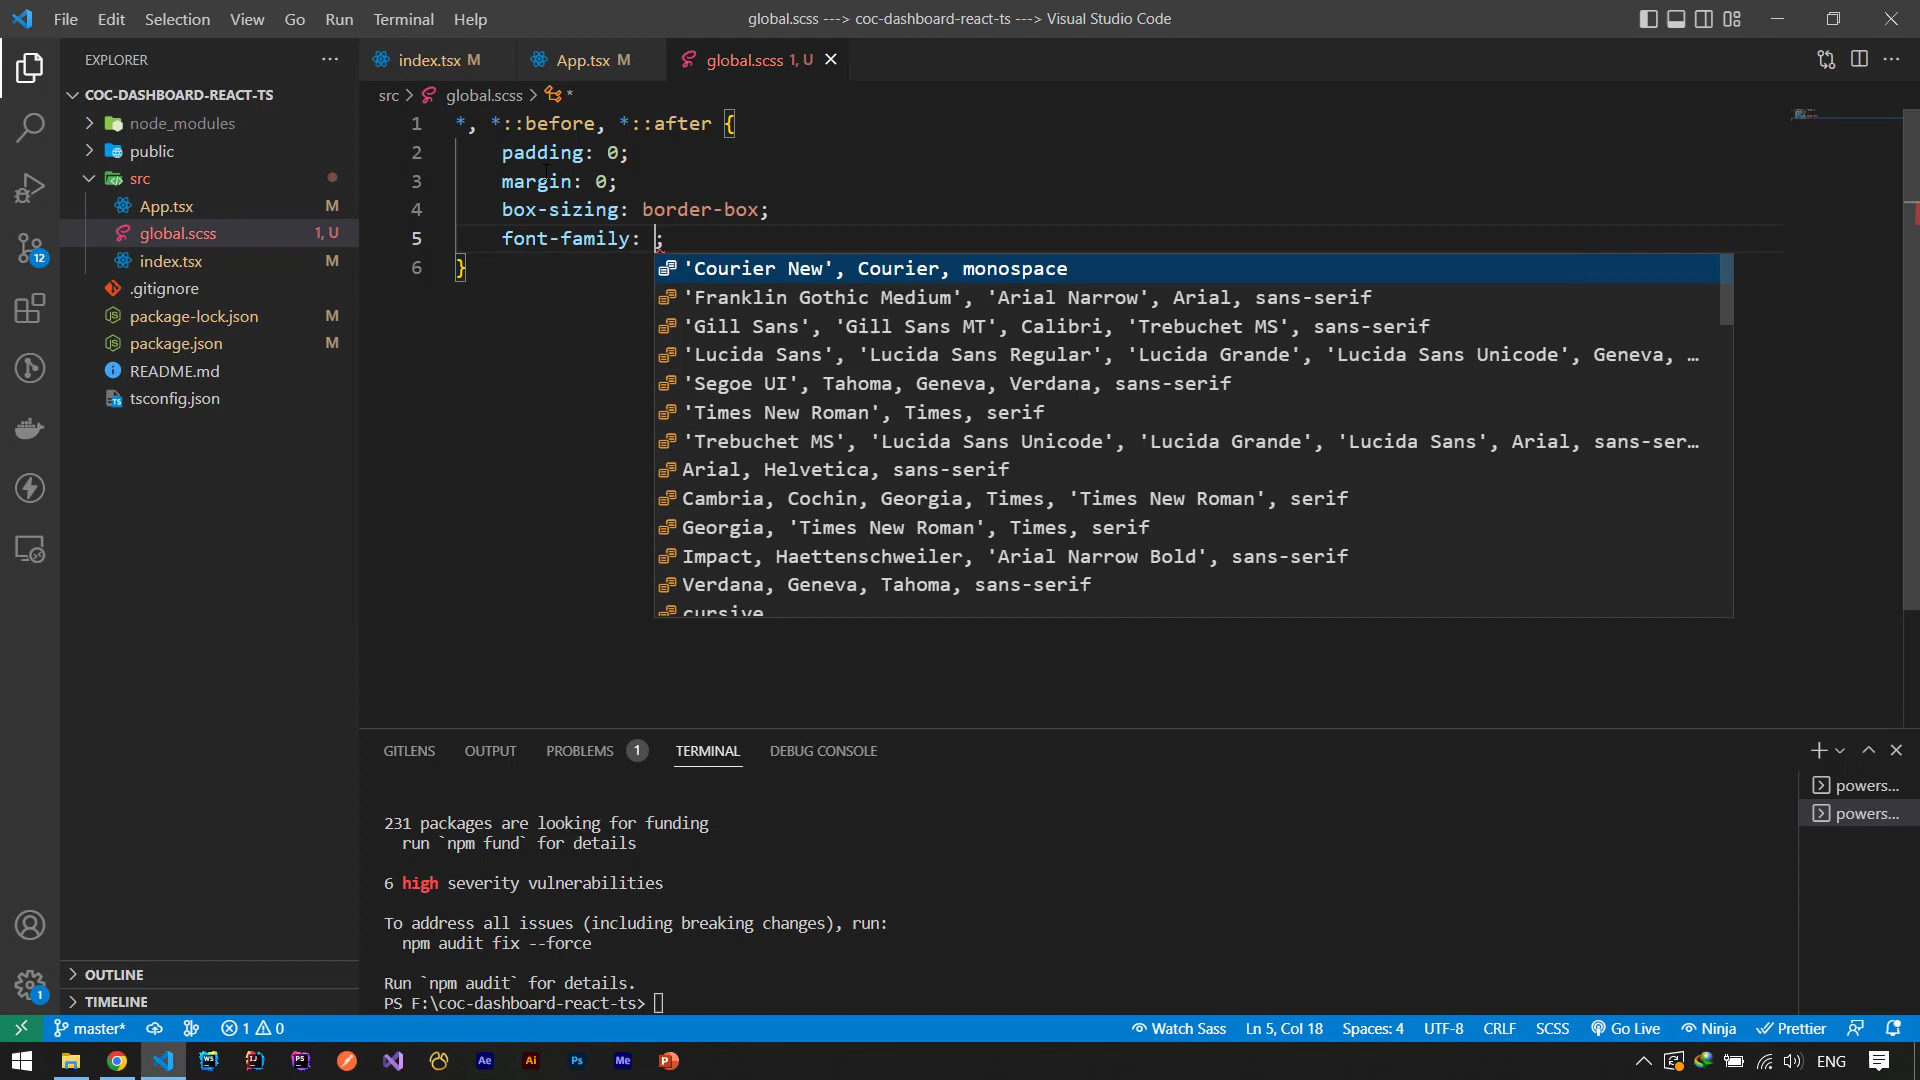 File Edit Selection View Go Run Terminal Help
global.scss ---> coc-dashboard-react-ts ---> Visual Studio Code
EXPLORER
COC-DASHBOARD-REACT-TS
node_modules
public
src
App.tsx M
global.scss 1, U
index.tsx M
.gitignore
package-lock.json M
package.json M
README.md
tsconfig.json
OUTLINE
TIMELINE
12
1
index.tsx M
App.tsx M
global.scss 1, U
src > global.scss > *
1 *, *::before, *::after {
2 padding: 0;
3 margin: 0;
4 box-sizing: border-box;
5 font-family: ;
6 }
'Courier New', Courier, monospace
'Franklin Gothic Medium', 'Arial Narrow', Arial, sans-serif
'Gill Sans', 'Gill Sans MT', Calibri, 'Trebuchet MS', sans-serif
'Lucida Sans', 'Lucida Sans Regular', 'Lucida Grande', 'Lucida Sans Unicode', Geneva, …
'Segoe UI', Tahoma, Geneva, Verdana, sans-serif
'Times New Roman', Times, serif
'Trebuchet MS', 'Lucida Sans Unicode', 'Lucida Grande', 'Lucida Sans', Arial, sans-ser…
Arial, Helvetica, sans-serif
Cambria, Cochin, Georgia, Times, 'Times New Roman', serif
Georgia, 'Times New Roman', Times, serif
Impact, Haettenschweiler, 'Arial Narrow Bold', sans-serif
Verdana, Geneva, Tahoma, sans-serif
cursive
GITLENS OUTPUT PROBLEMS 1 TERMINAL DEBUG CONSOLE
powers...
powers...
231 packages are looking for funding
run `npm fund` for details
6 high severity vulnerabilities
To address all issues (including breaking changes), run:
npm audit fix --force
Run `npm audit` for details.
PS F:\coc-dashboard-react-ts>
master* 1 0 Watch Sass Ln 5, Col 18 Spaces: 4 UTF-8 CRLF SCSS Go Live Ninja Prettier
WS IJ PS Ae Ai Ps Me P ENG